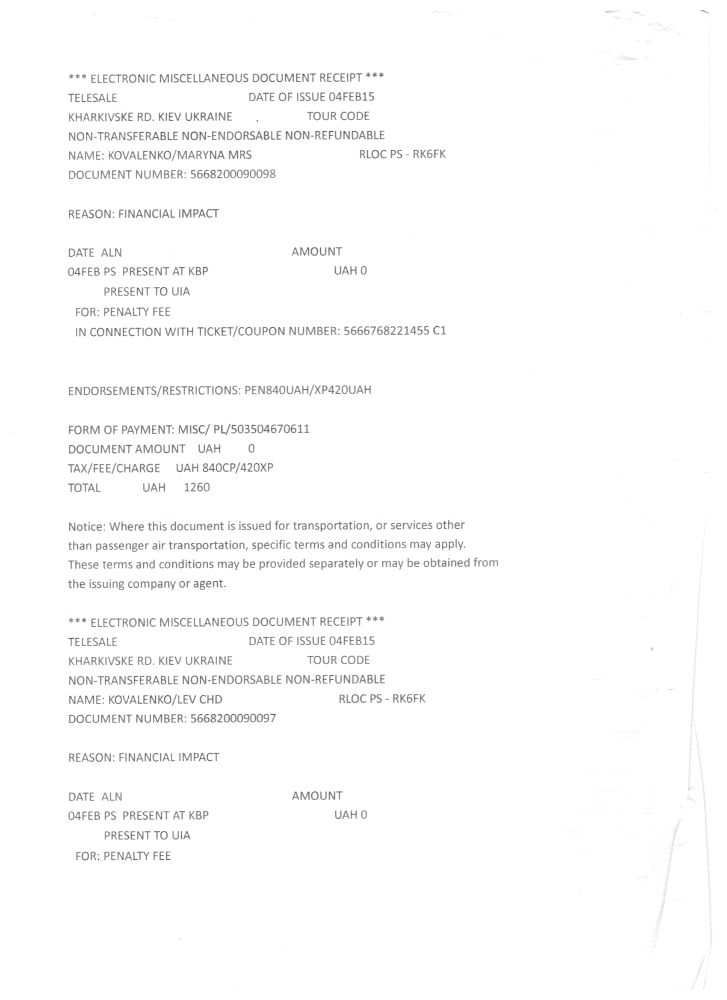 *** ELECTRONIC MISCELLANEOUS DOCUMENT RECEIPT ***
TELESALE DATE OF ISSUE 04FEB15
KHARKIVSKE RD. KIEV UKRAINE TOUR CODE
NON-TRANSFERABLE NON-ENDORSABLE NON-REFUNDABLE
NAME: KOVALENKO/MARYNA MRS RLOC PS - RK6FK
DOCUMENT NUMBER: 5668200090098
REASON: FINANCIAL IMPACT
DATE ALN AMOUNT
04FEB PS PRESENT AT KBP UAH 0
PRESENT TO UIA
FOR: PENALTY FEE
IN CONNECTION WITH TICKET/COUPON NUMBER: 5666768221455 C1
ENDORSEMENTS/RESTRICTIONS: PEN840UAH/XP420UAH
FORM OF PAYMENT: MISC/ PL/503504670611
DOCUMENT AMOUNT UAH 0
TAX/FEE/CHARGE UAH 840CP/420XP
TOTAL UAH 1260
Notice: Where this document is issued for transportation, or services other
than passenger air transportation, specific terms and conditions may apply.
These terms and conditions may be provided separately or may be obtained from
the issuing company or agent.
*** ELECTRONIC MISCELLANEOUS DOCUMENT RECEIPT ***
TELESALE DATE OF ISSUE 04FEB15
KHARKIVSKE RD. KIEV UKRAINE TOUR CODE
NON-TRANSFERABLE NON-ENDORSABLE NON-REFUNDABLE
NAME: KOVALENKO/LEV CHD RLOC PS - RK6FK
DOCUMENT NUMBER: 5668200090097
REASON: FINANCIAL IMPACT
DATE ALN AMOUNT
04FEB PS PRESENT AT KBP UAH 0
PRESENT TO UIA
FOR: PENALTY FEE